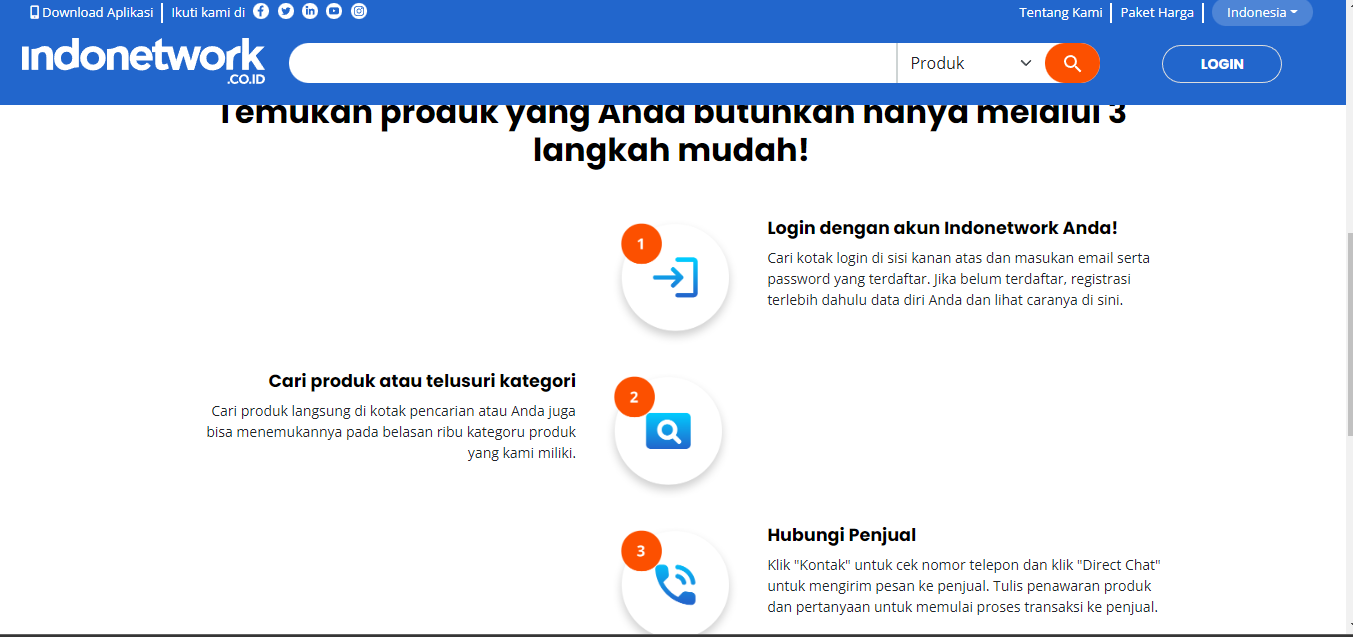 Download Aplikasi
Ikuti kami di
Tentang Kami
Paket Harga
Indonesia
indonetwork
.CO.ID
Produk
LOGIN
Temukan produk yang Anda butuhkan hanya melalui 3
langkah mudah!
1
Login dengan akun Indonetwork Anda!
Cari kotak login di sisi kanan atas dan masukan email serta
password yang terdaftar. Jika belum terdaftar, registrasi
terlebih dahulu data diri Anda dan lihat caranya di sini.
Cari produk atau telusuri kategori
Cari produk langsung di kotak pencarian atau Anda juga
bisa menemukannya pada belasan ribu kategoru produk
yang kami miliki.
2
3
Hubungi Penjual
Klik "Kontak" untuk cek nomor telepon dan klik "Direct Chat"
untuk mengirim pesan ke penjual. Tulis penawaran produk
dan pertanyaan untuk memulai proses transaksi ke penjual.